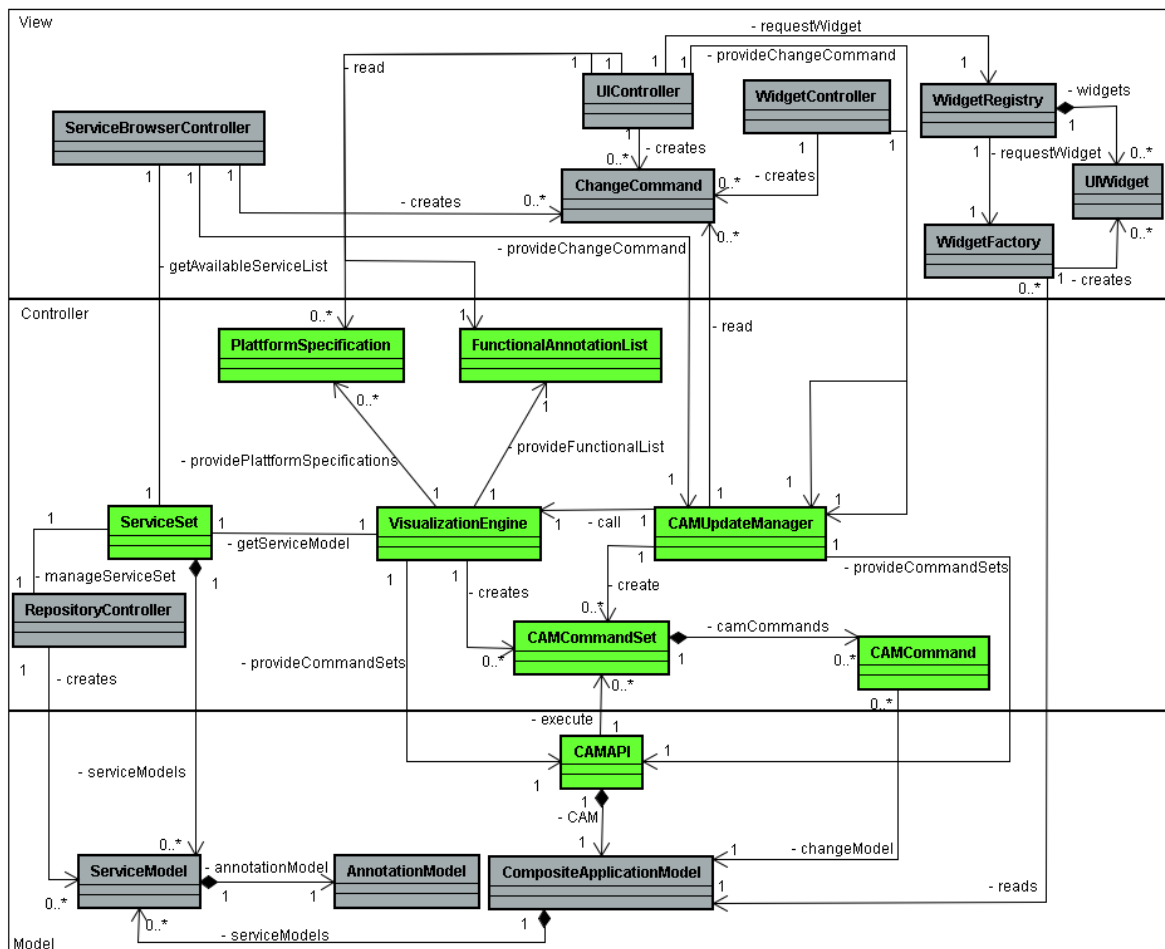 View
- requestWidget
1
1
1
1
- provideChangeCommand
- read
1
1
UIController
WidgetController
WidgetRegistry
- widgets
ServiceBrowserController
1
1
1
1
- creates
- requestWidget
0..*
0..*
1
1
1
ChangeCommand
0..*
- creates
UIWidget
- creates
0..*
1
0..*
0..*
WidgetFactory
- provideChangeCommand
- getAvailableServiceList
0..*
1
- creates
Controller
0..*
1
PlattformSpecification
FunctionalAnnotationList
- read
0..*
1
- provideFunctionalList
- providePlattformSpecifications
1
1
1
1
1
1
1
ServiceSet
VisualizationEngine
CAMUpdateManager
1
1
1
- call
1
- getServiceModel
1
1
1
1
1
- provideCommandSets
- manageServiceSet
1
1
- create
- creates
RepositoryController
0..*
CAMCommandSet
- camCommands
CAMCommand
1
0..*
1
0..*
- provideCommandSets
- creates
0..*
0..*
- execute
1
CAMAPI
1
- serviceModels
1
1
- CAM
0..*
1
1
- changeModel
ServiceModel
- annotationModel
AnnotationModel
CompositeApplicationModel
1
- reads
1
1
0..*
0..*
1
- serviceModels
Model